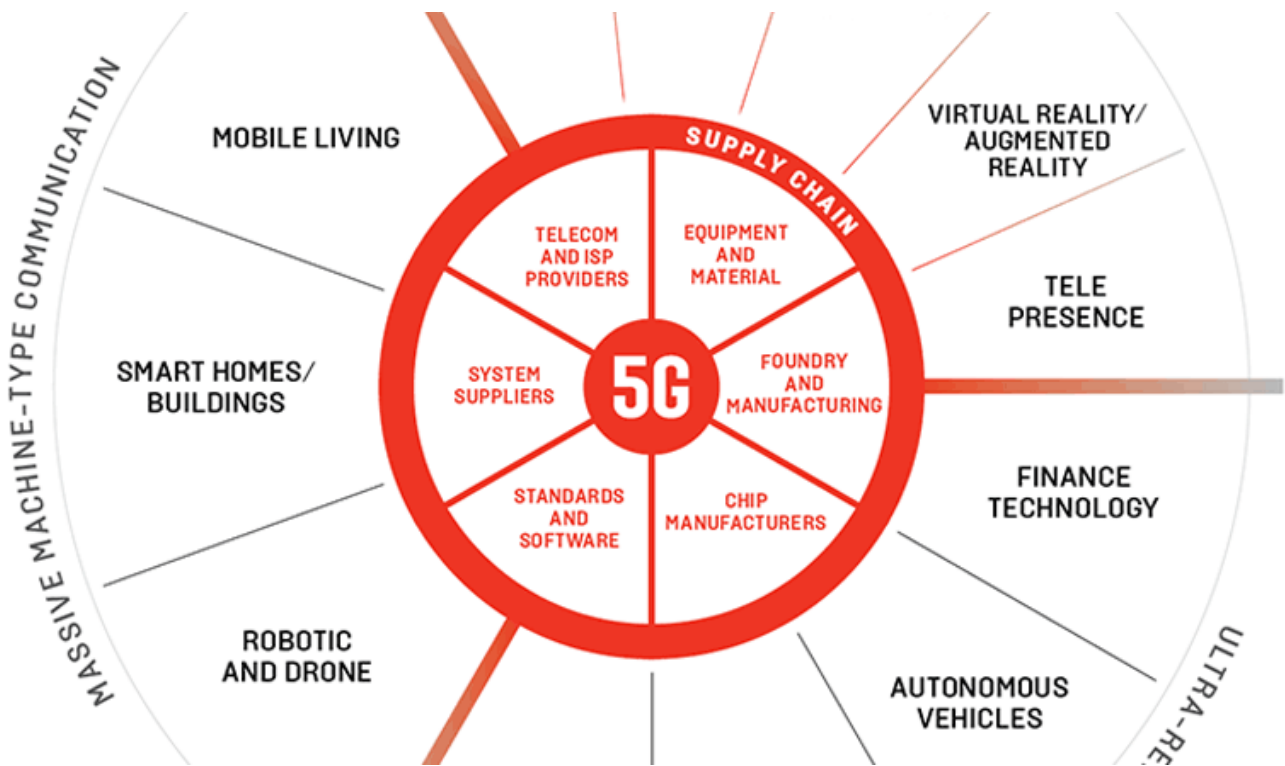 MASSIVE MACHINE-TYPE COMMUNICATION
MOBILE LIVING
SMART HOMES/
BUILDINGS
ROBOTIC
AND DRONE
SUPPLY CHAIN
TELECOM
AND ISP
PROVIDERS
EQUIPMENT
AND
MATERIAL
SYSTEM
SUPPLIERS
5G
FOUNDRY
AND
MANUFACTURING
STANDARDS
AND
SOFTWARE
CHIP
MANUFACTURERS
VIRTUAL REALITY/
AUGMENTED
REALITY
TELE
PRESENCE
FINANCE
TECHNOLOGY
AUTONOMOUS
VEHICLES
ULTRA-RE